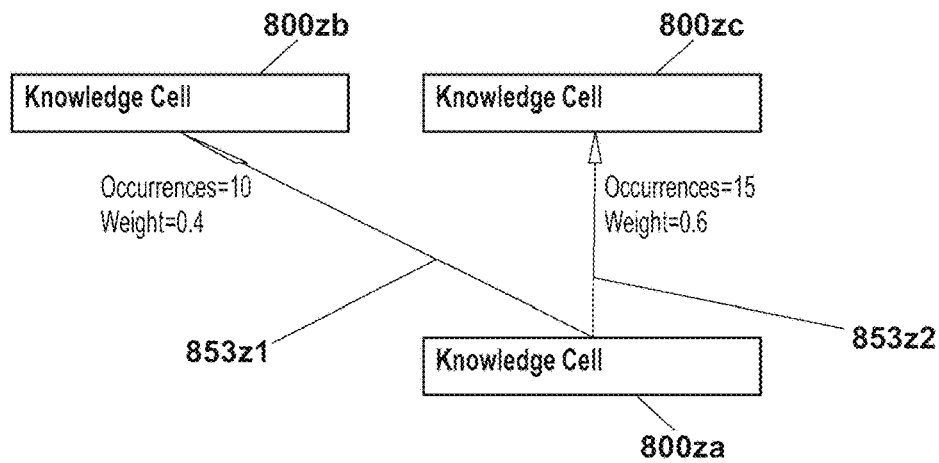 800zb
800zc
Knowledge Cell
Knowledge Cell
Occurrences=10
Weight=0.4
Occurrences=15
Weight=0.6
853z1
853z2
Knowledge Cell
800za